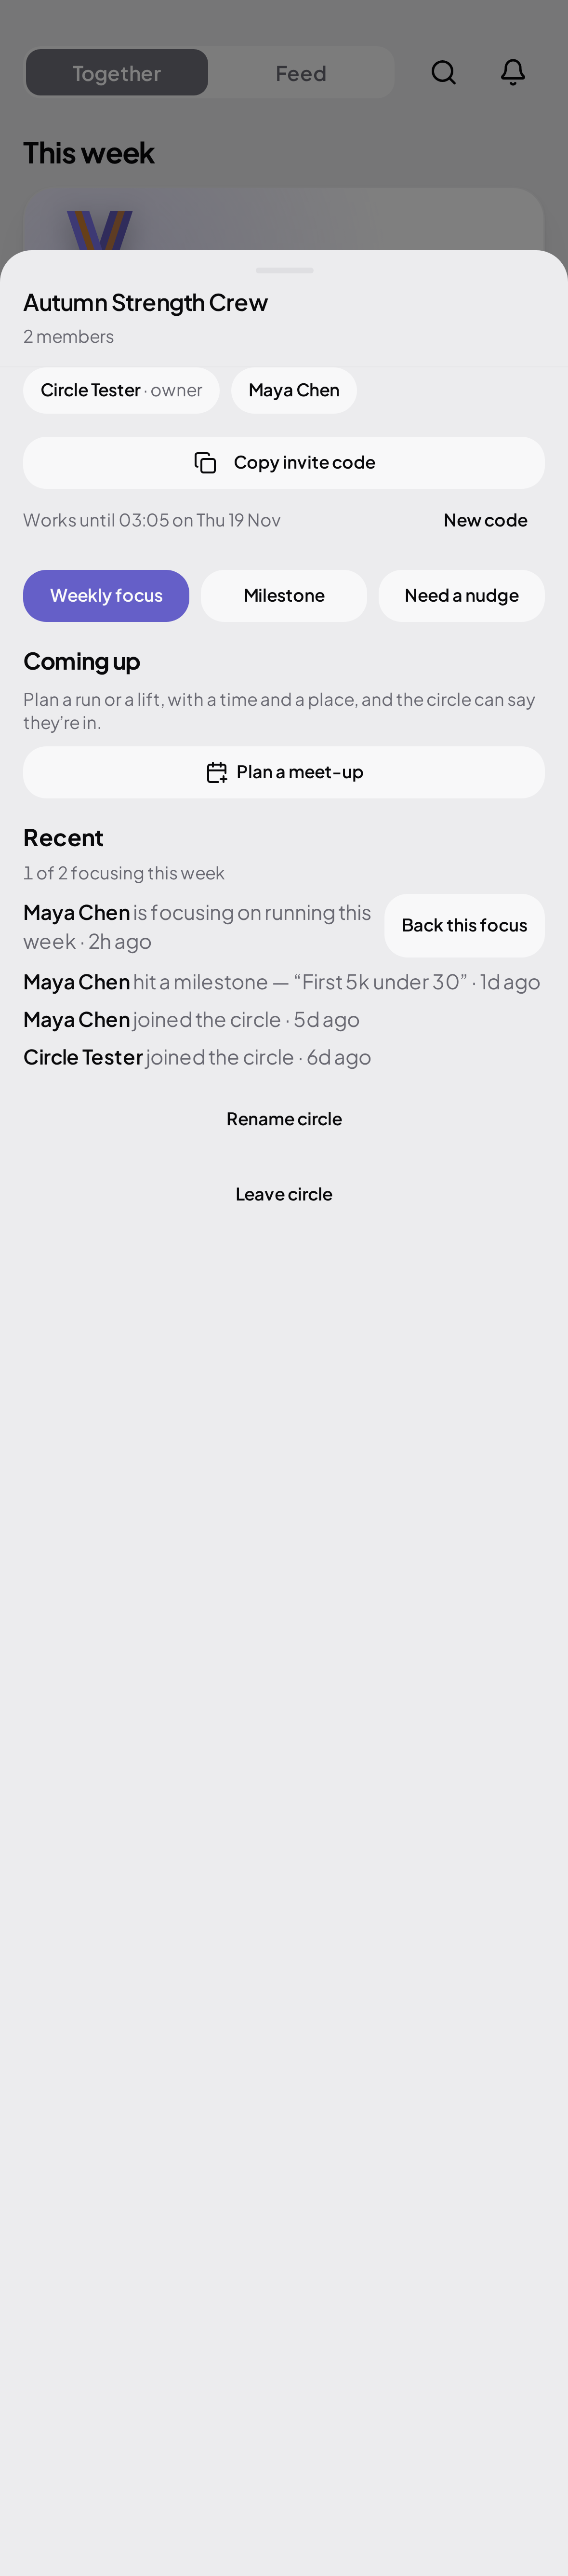 Together
Feed
This week
Autumn Strength Crew
2 members
Circle Tester · owner
Maya Chen
Copy invite code
Works until 03:05 on Thu 19 Nov
New code
Weekly focus
Milestone
Need a nudge
Coming up
Plan a run or a lift, with a time and a place, and the circle can say
they’re in.
Plan a meet-up
Recent
1 of 2 focusing this week
Maya Chen is focusing on running this
week · 2h ago
Back this focus
Maya Chen hit a milestone — “First 5k under 30” · 1d ago
Maya Chen joined the circle · 5d ago
Circle Tester joined the circle · 6d ago
Rename circle
Leave circle